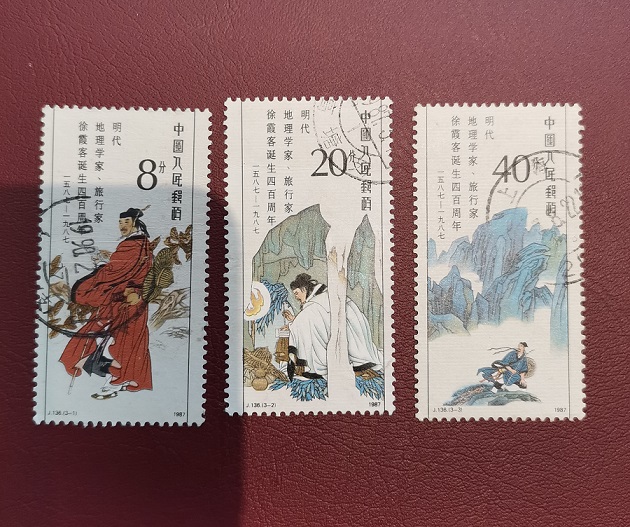 中国人民邮政
8分
明代
地理学家、旅行家
徐霞客诞生四百周年
一五八七—一九八七
J.136.(3-1)
1987
中国人民邮政
20分
明代
地理学家、旅行家
徐霞客诞生四百周年
一五八七—一九八七
J.136.(3-2)
1987
中国人民邮政
40分
明代
地理学家、旅行家
徐霞客诞生四百周年
一五八七—一九八七
J.136.(3-3)
1987